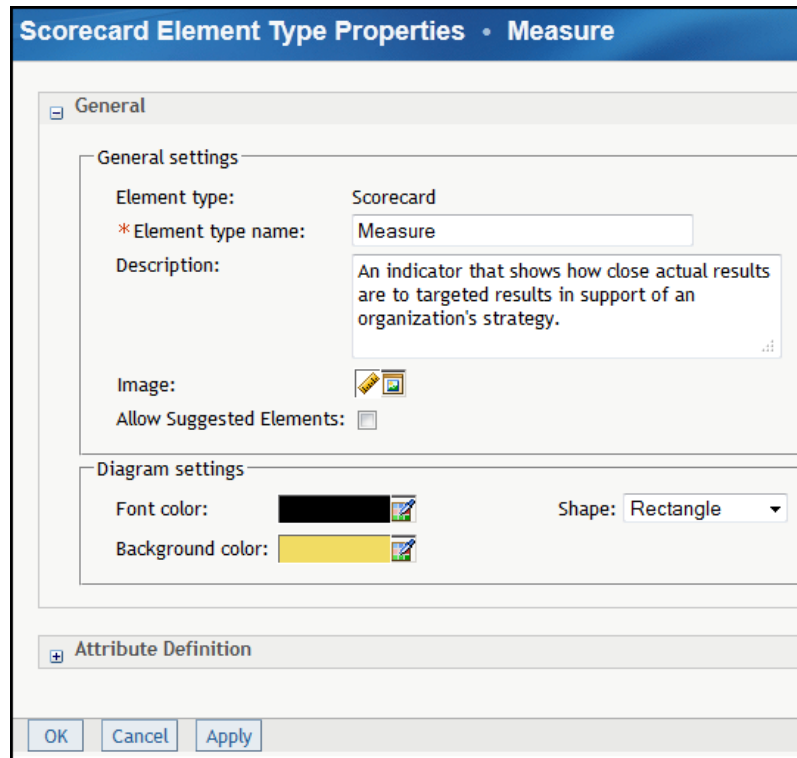 Scorecard Element Type Properties • Measure
General
General settings
Element type: Scorecard
*Element type name: Measure
Description: An indicator that shows how close actual results
are to targeted results in support of an
organization's strategy.
Image:
Allow Suggested Elements:
Diagram settings
Font color: Shape: Rectangle
Background color:
Attribute Definition
OK Cancel Apply